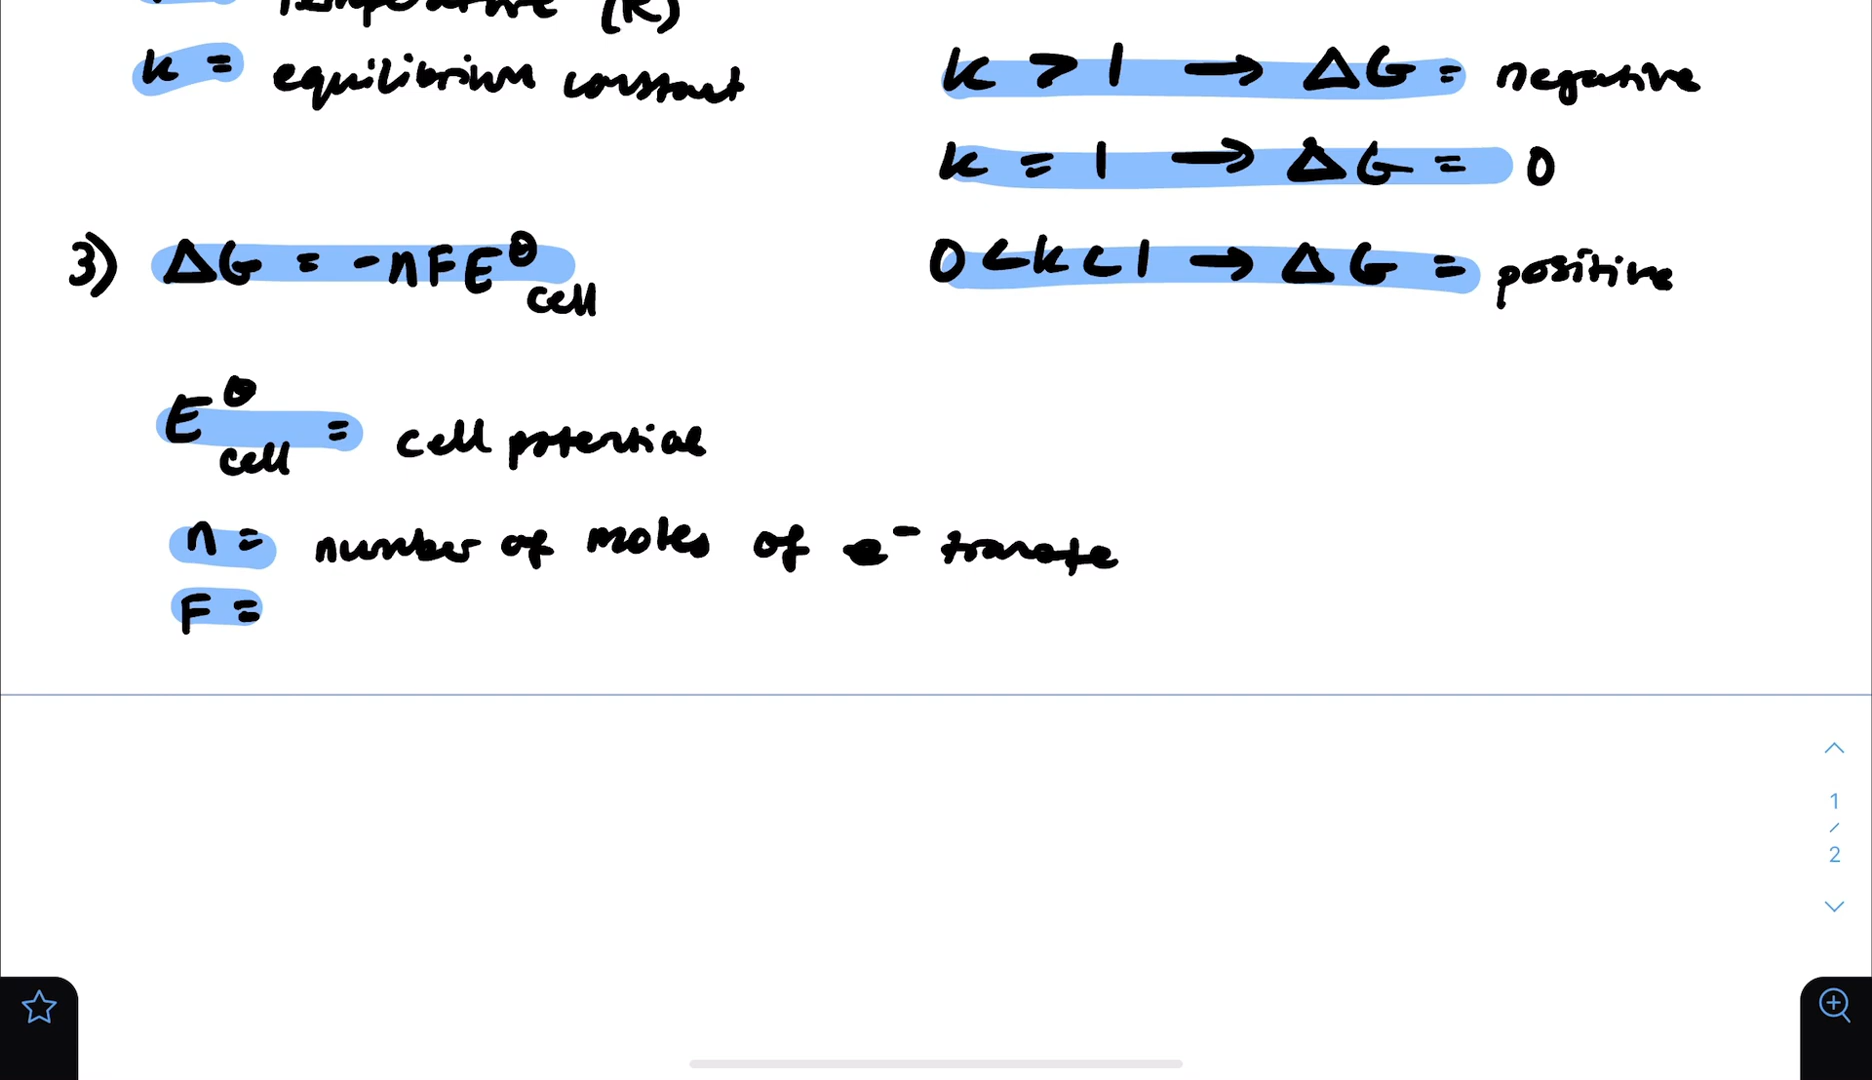 Temperature (K)
k = equilibrium constant
k > 1 → ΔG = negative
k = 1 → ΔG = 0
3) ΔG = -nFE⦵cell
0 < k < 1 → ΔG = positive
E⦵cell = cell potential
n = number of moles of e⁻
F =
1
/
2